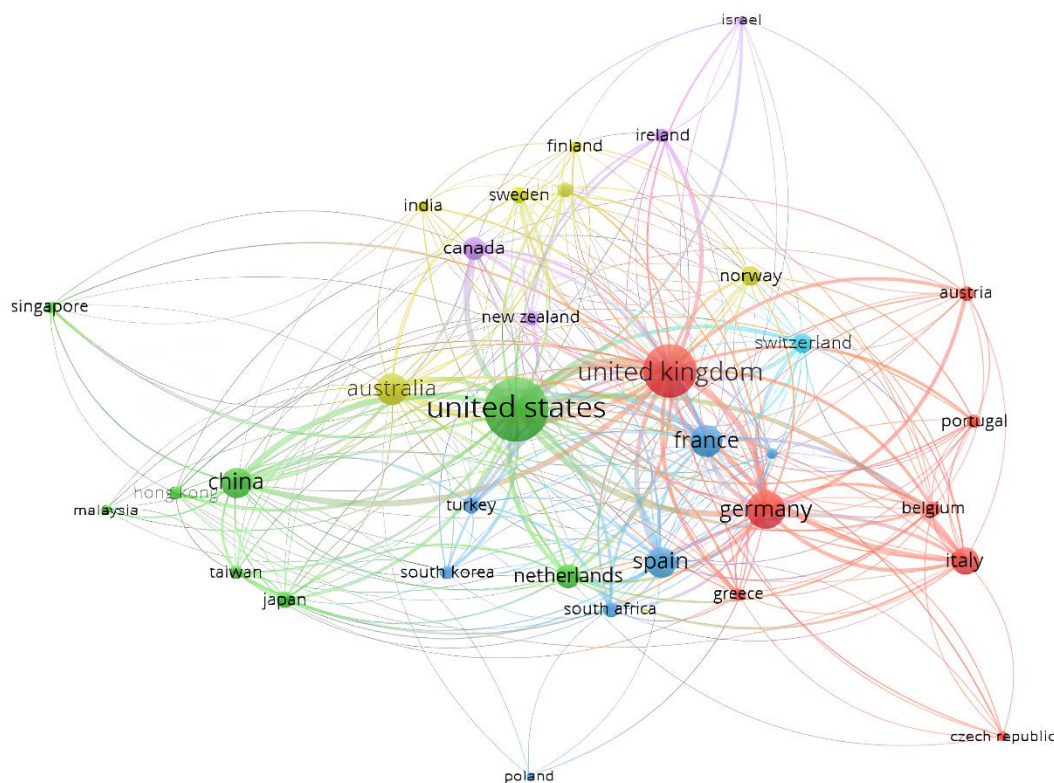 israel
ireland
finland
sweden
india
canada
norway
austria
singapore
new zealand
switzerland
united kingdom
australia
united states
portugal
france
china
hong kong
turkey
germany
belgium
malaysia
spain
italy
taiwan
south korea
netherlands
greece
japan
south africa
czech republic
poland